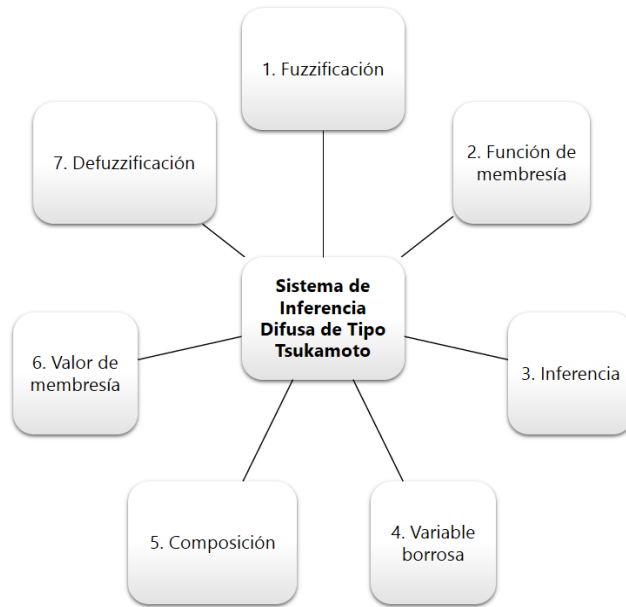 1. Fuzzificación
2. Función de
membresía
3. Inferencia
4. Variable
borrosa
5. Composición
6. Valor de
membresía
7. Defuzzificación
Sistema de
Inferencia
Difusa de Tipo
Tsukamoto